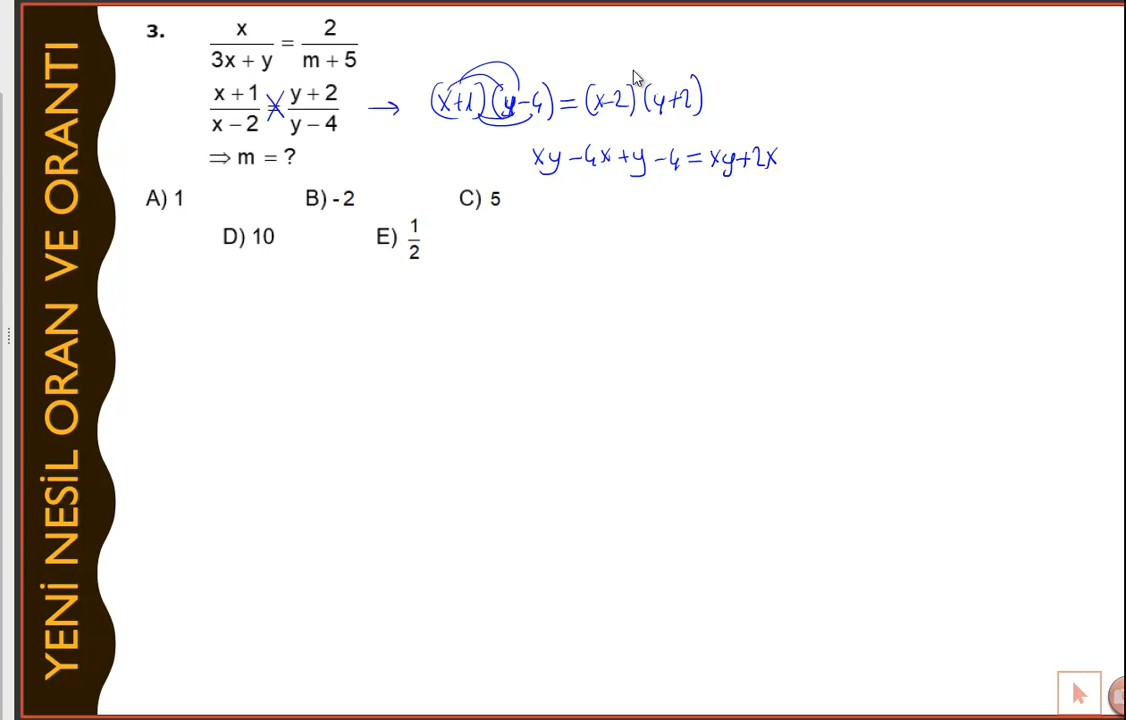 YENİ NESİL ORAN VE ORANTI
3. x/(3x + y) = 2/(m + 5)
(x + 1)/(x − 2) = (y + 2)/(y − 4) → (x+1)(y-4) = (x-2)(y+2)
xy - 4x + y - 4 = xy + 2x
⇒ m = ?
A) 1 B) - 2 C) 5
D) 10 E) 1/2